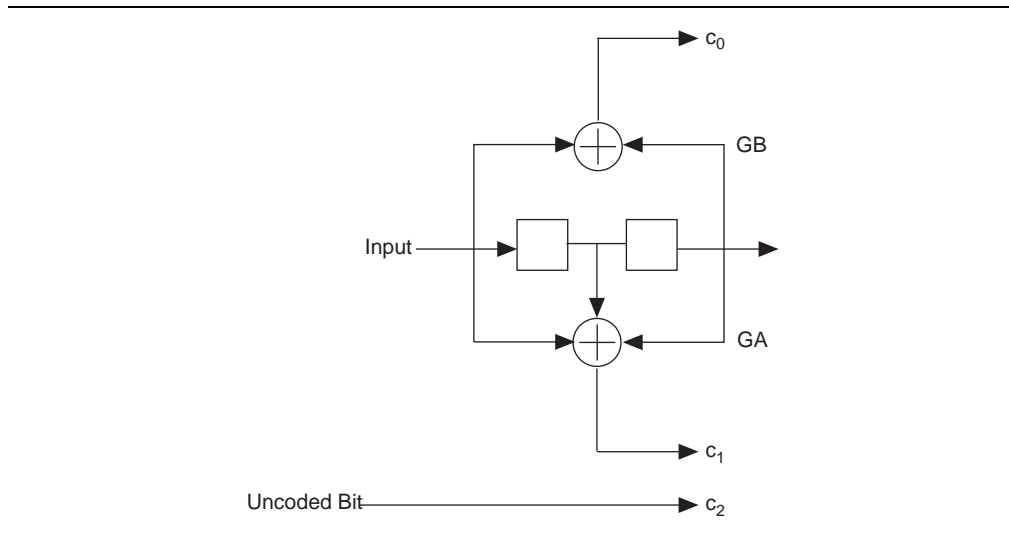 c₀
GB
Input
GA
c₁
Uncoded Bit
c₂